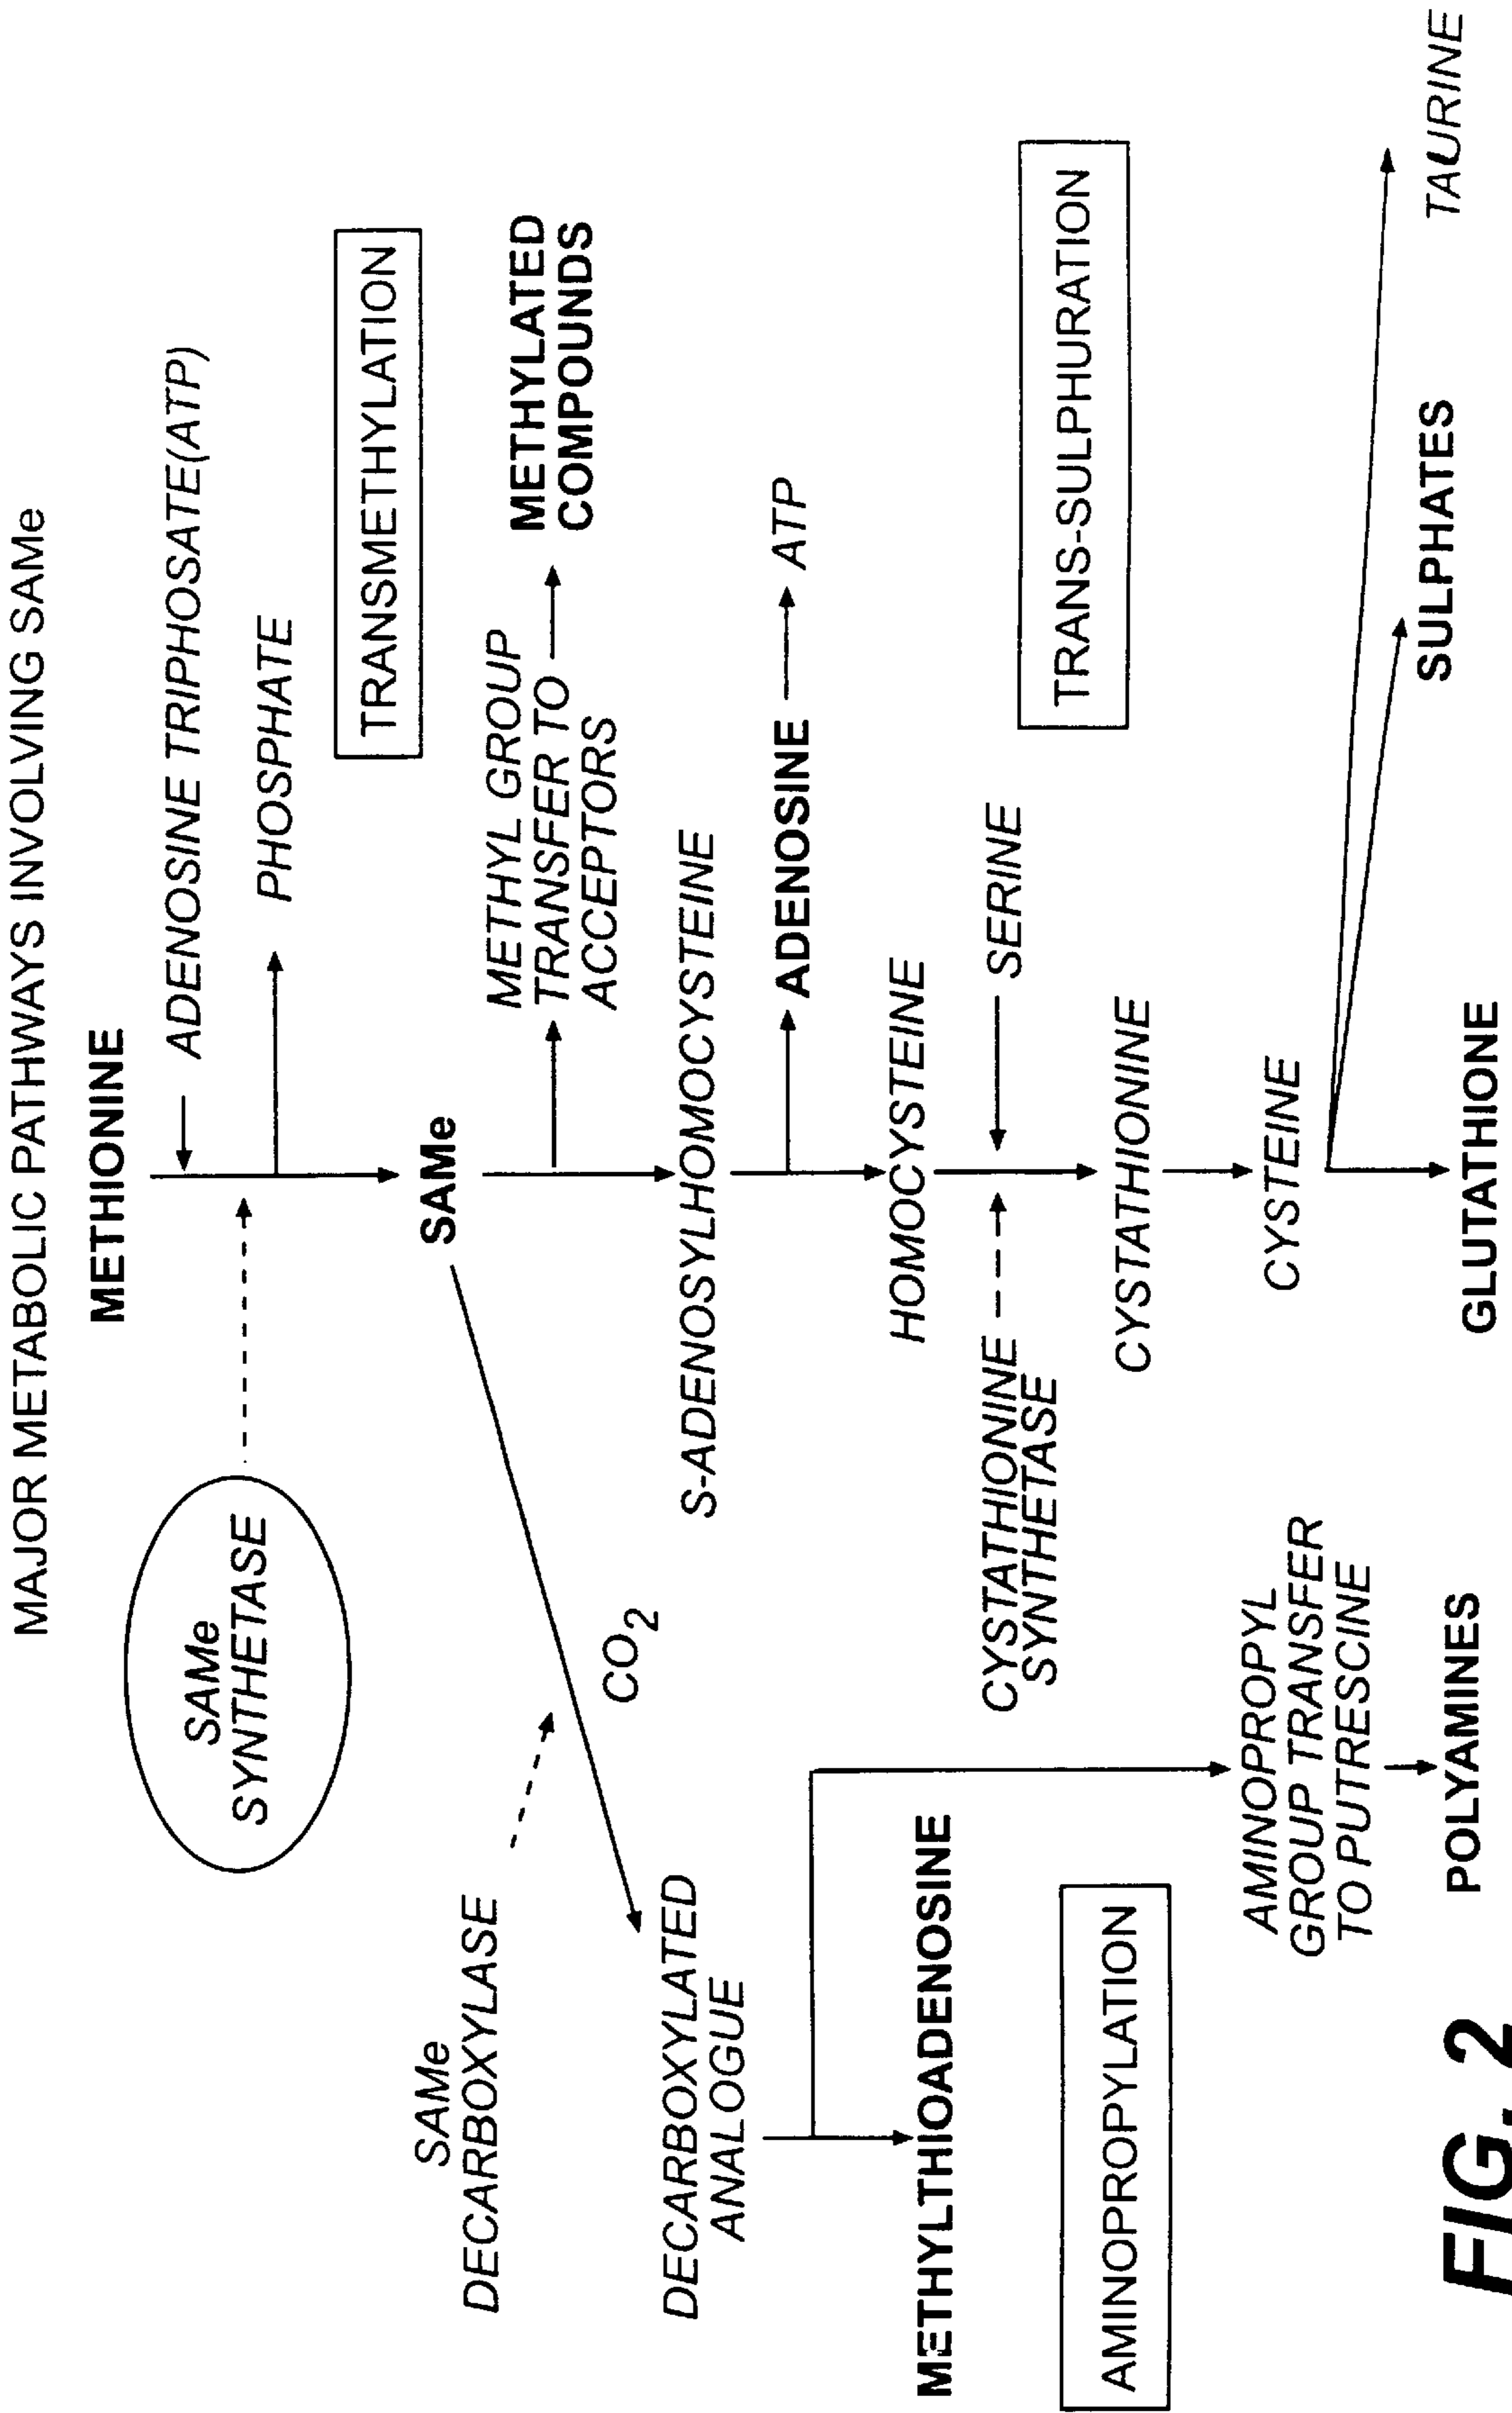 MAJOR METABOLIC PATHWAYS INVOLVING SAMe
METHIONINE
ADENOSINE TRIPHOSATE(ATP)
SAMe
SYNTHETASE
PHOSPHATE
TRANSMETHYLATION
SAMe
SAMe
DECARBOXYLASE
METHYL GROUP
TRANSFER TO
ACCEPTORS
METHYLATED
COMPOUNDS
CO2
DECARBOXYLATED
ANALOGUE
S-ADENOSYLHOMOCYSTEINE
ADENOSINE
ATP
METHYLTHIOADENOSINE
HOMOCYSTEINE
CYSTATHIONINE
SYNTHETASE
SERINE
TRANS-SULPHURATION
AMINOPROPYLATION
CYSTATHIONINE
AMINOPROPYL
GROUP TRANSFER
TO PUTRESCINE
CYSTEINE
POLYAMINES
GLUTATHIONE
SULPHATES
TAURINE
FIG. 2